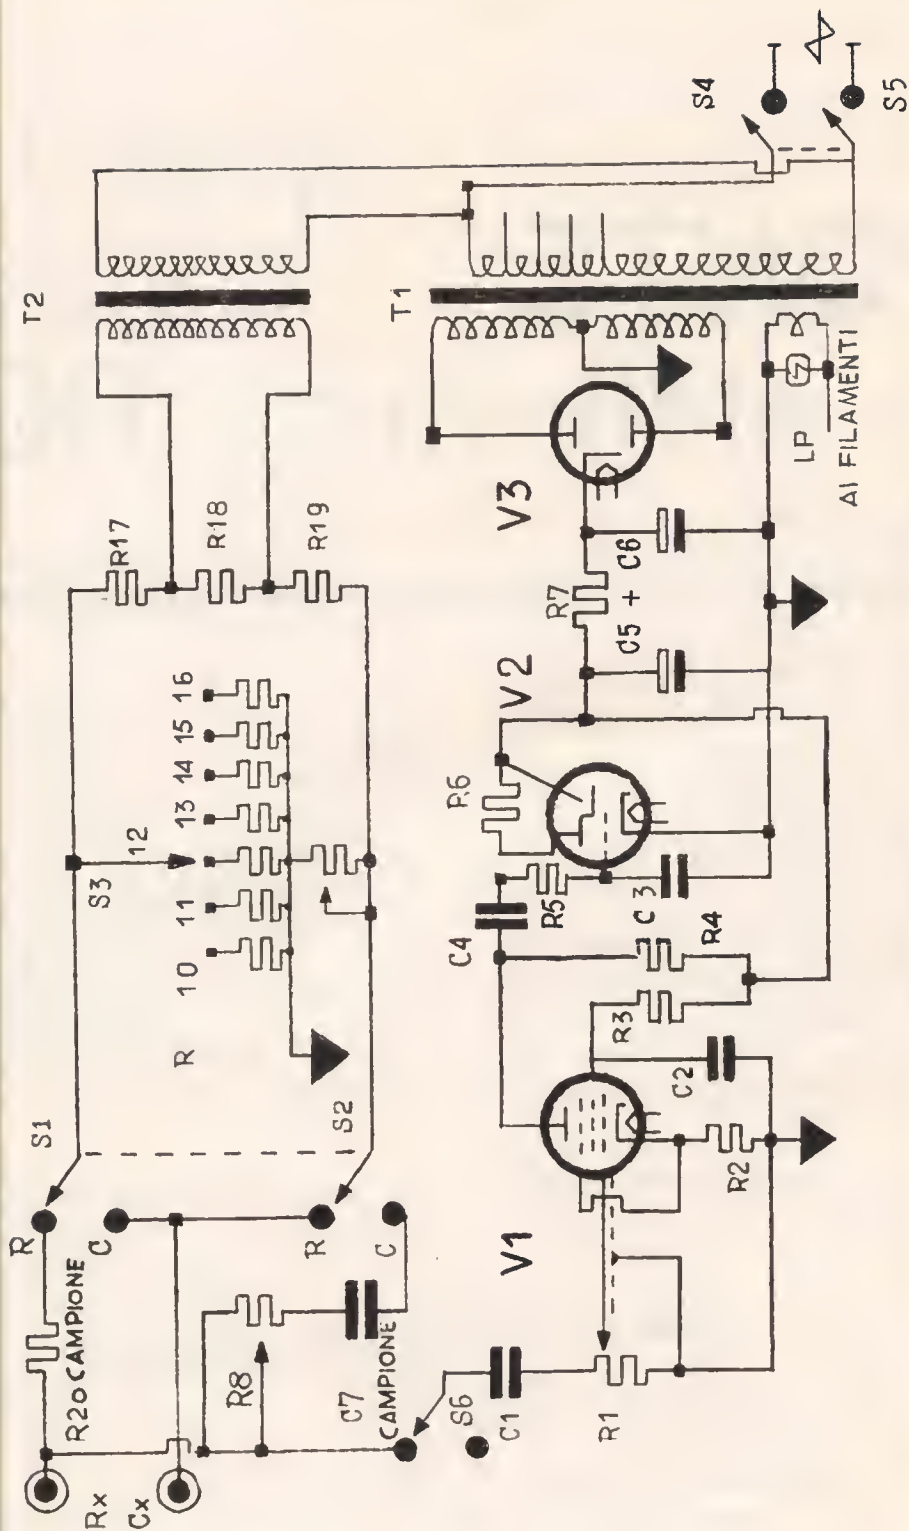 Rx
Cx
R20 CAMPIONE
R
C
S1
R
C
S2
R8
C7
CAMPIONE
S6
C1
R1
S3
R
10
11
12
13
14
15
16
R17
R18
R19
T2
T1
V1
R2
C2
R3
R4
C4
R5
C3
R6
V2
R7
C5 +
C6
V3
LP
AI FILAMENTI
S4
S5